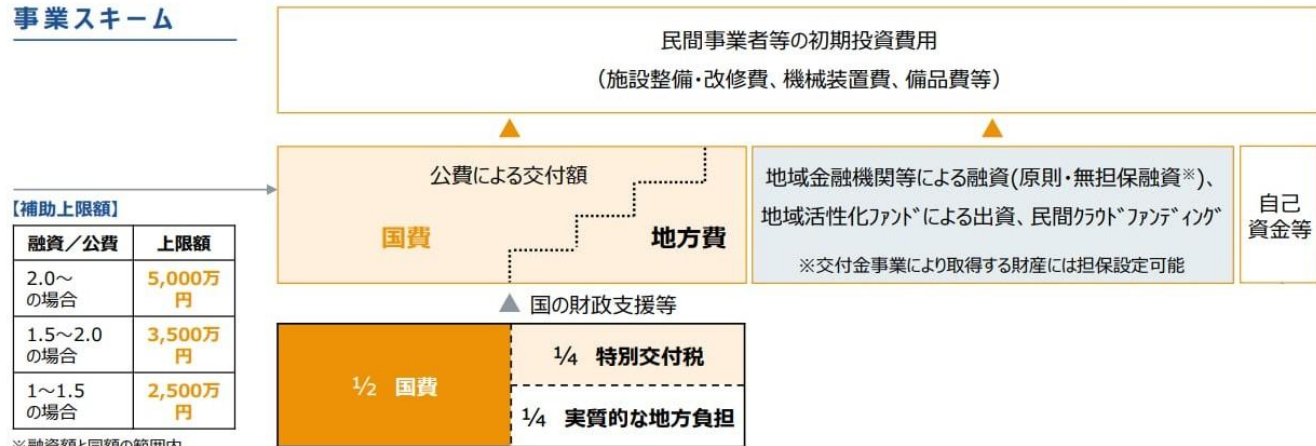 事業スキーム
民間事業者等の初期投資費用
（施設整備・改修費、機械装置費、備品費等）
公費による交付額
国費
地方費
地域金融機関等による融資(原則・無担保融資※)、
地域活性化ﾌｧﾝﾄﾞによる出資、民間ｸﾗｳﾄﾞﾌｧﾝﾃﾞｨﾝｸﾞ
※交付金事業により取得する財産には担保設定可能
自己
資金等
【補助上限額】
融資／公費 上限額
2.0～
の場合
5,000万
円
1.5～2.0
の場合
3,500万
円
1～1.5
の場合
2,500万
円
※融資額と同額の範囲内
国の財政支援等
½ 国費
¼ 特別交付税
¼ 実質的な地方負担